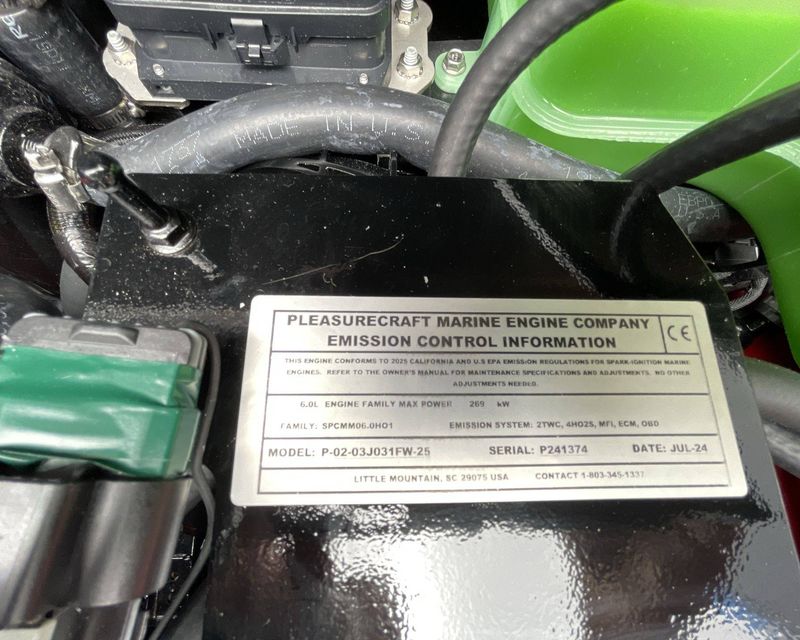 MADE IN U.S
PLEASURECRAFT MARINE ENGINE COMPANY
EMISSION CONTROL INFORMATION
CE
THIS ENGINE CONFORMS TO 2025 CALIFORNIA AND U.S EPA EMISSION REGULATIONS FOR SPARK-IGNITION MARINE
ENGINES. REFER TO THE OWNER'S MANUAL FOR MAINTENANCE SPECIFICATIONS AND ADJUSTMENTS. NO OTHER
ADJUSTMENTS NEEDED.
6.0L ENGINE FAMILY MAX POWER 269 kW
FAMILY: SPCMM06.0HO1 EMISSION SYSTEM: 2TWC, 4HO2S, MFI, ECM, OBD
MODEL: P-02-03J031FW-25 SERIAL: P241374 DATE: JUL-24
LITTLE MOUNTAIN, SC 29075 USA CONTACT 1-803-345-1337